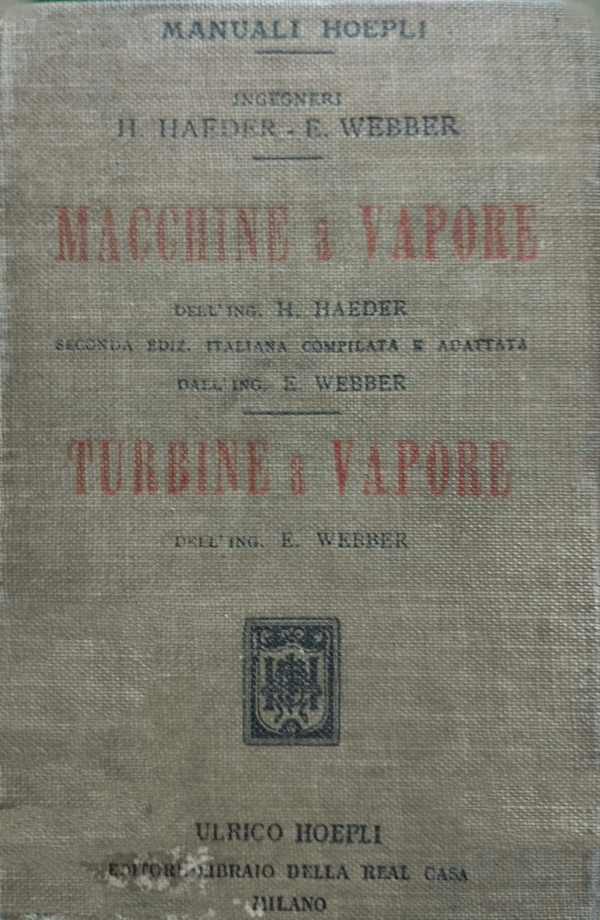 MANUALI HOEPLI
INGEGNERI
H. HAEDER - E. WEBBER
MACCHINE a VAPORE
DELL'ING. H. HAEDER
SECONDA EDIZ. ITALIANA COMPILATA E ADATTATA
DALL'ING. E. WEBBER
TURBINE a VAPORE
DELL'ING. E. WEBBER
ULRICO HOEPLI
EDITORE-LIBRAIO DELLA REAL CASA
MILANO